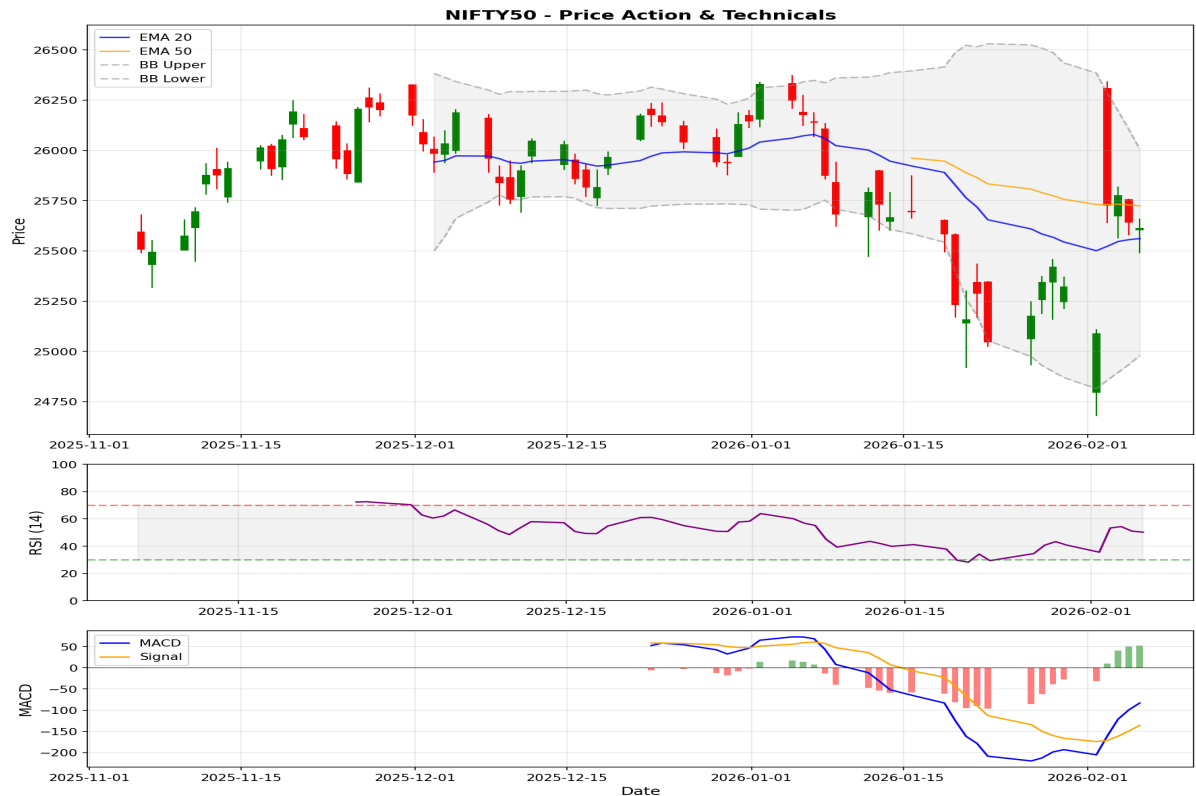 NIFTY50 - Price Action & Technicals
EMA 20
EMA 50
BB Upper
BB Lower
Price
26500
26250
26000
25750
25500
25250
25000
24750
2025-11-01 2025-11-15 2025-12-01 2025-12-15 2026-01-01 2026-01-15 2026-02-01
RSI (14)
100
80
60
40
20
0
2025-11-15 2025-12-01 2025-12-15 2026-01-01 2026-01-15 2026-02-01
MACD
Signal
MACD
50
0
−50
−100
−150
−200
2025-11-01 2025-11-15 2025-12-01 2025-12-15 2026-01-01 2026-01-15 2026-02-01
Date